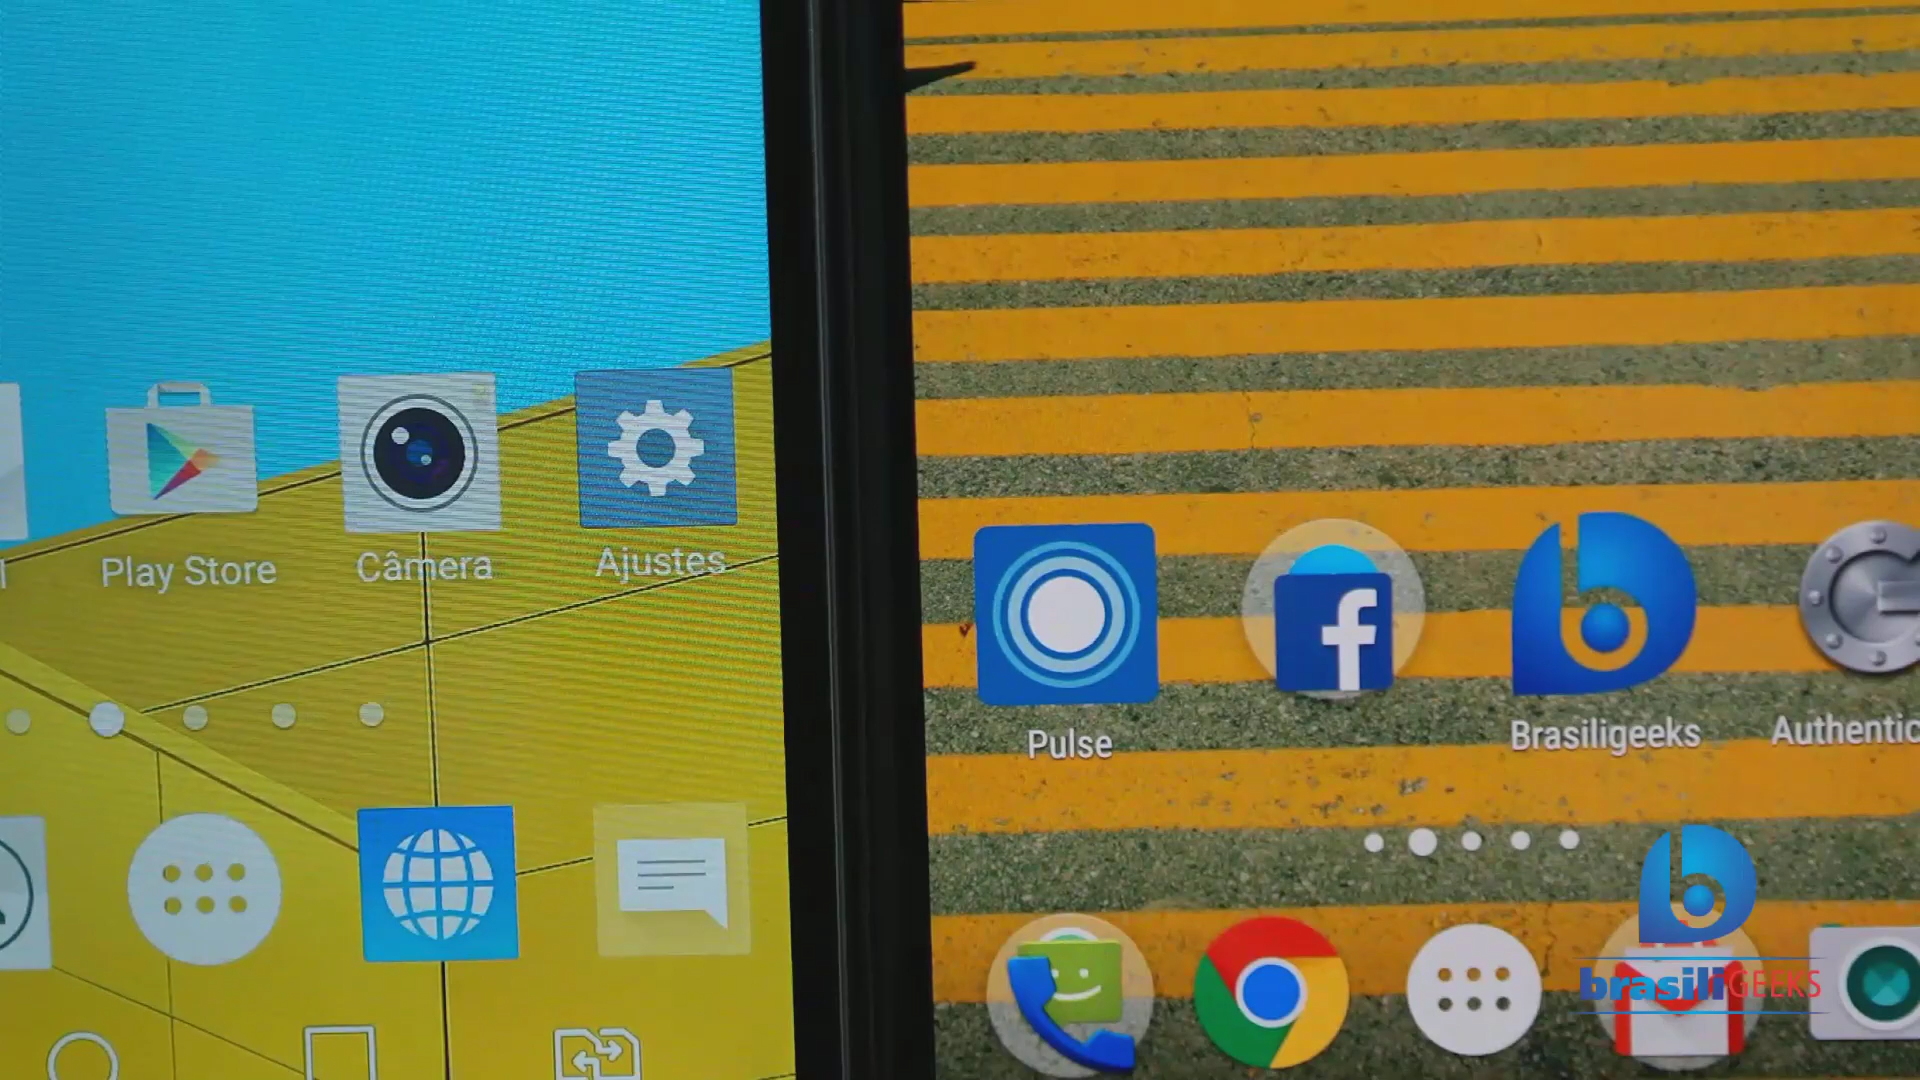 Play Store
Câmera
Ajustes
Pulse
Brasiligeeks
Authentic
brasiliGEEKS